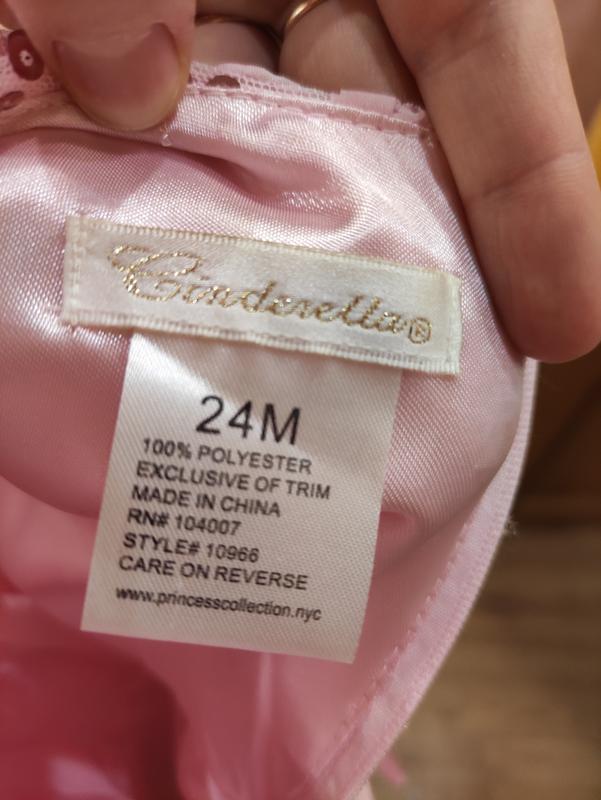 Cinderella®
24M
100% POLYESTER
EXCLUSIVE OF TRIM
MADE IN CHINA
RN# 104007
STYLE# 10966
CARE ON REVERSE
www.princesscollection.nyc